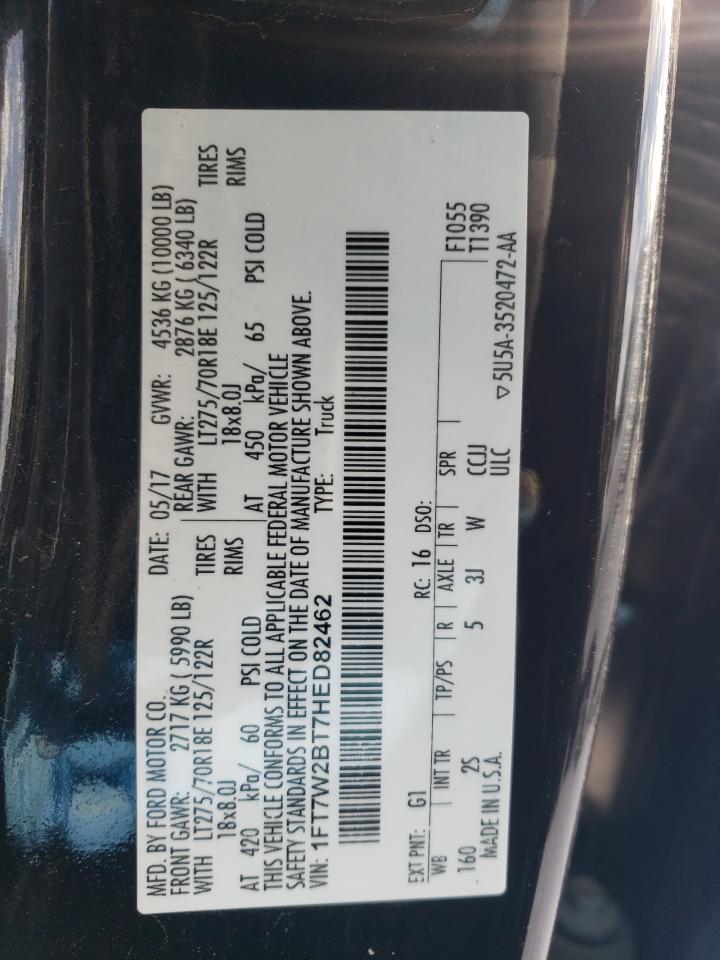 MFD. BY FORD MOTOR CO. DATE: 05/17 GVWR: 4536 KG (10000 LB)
FRONT GAWR: 2717 KG ( 5990 LB) REAR GAWR: 2876 KG ( 6340 LB)
WITH LT275/70R18E 125/122R TIRES WITH LT275/70R18E 125/122R TIRES
18x8.0J RIMS 18x8.0J RIMS
AT 420 kPa/ 60 PSI COLD AT 450 kPa/ 65 PSI COLD
THIS VEHICLE CONFORMS TO ALL APPLICABLE FEDERAL MOTOR VEHICLE
SAFETY STANDARDS IN EFFECT ON THE DATE OF MANUFACTURE SHOWN ABOVE.
VIN: 1FT7W2BT7HED82462 TYPE: Truck
EXT PNT: G1 RC: 16 DSO:
WB INT TR TP/PS R AXLE TR SPR F1055
160 2S 5 3J W CCJJ T1390
MADE IN U.S.A. ULC ▽5U5A-3520472-AA